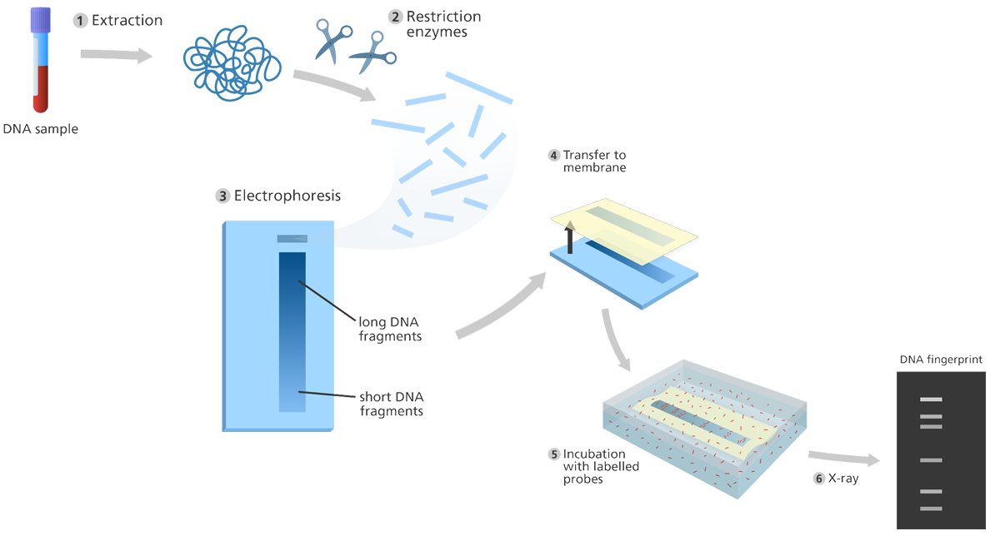 1 Extraction
2 Restriction
enzymes
DNA sample
3 Electrophoresis
long DNA
fragments
short DNA
fragments
4 Transfer to
membrane
5 Incubation
with labelled
probes
6 X-ray
DNA fingerprint